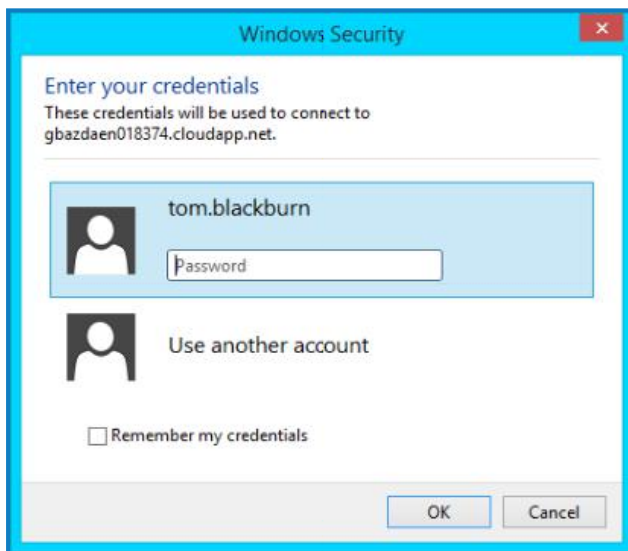 Windows Security
Enter your credentials
These credentials will be used to connect to
gbazdaen018374.cloudapp.net.
tom.blackburn
Password
Use another account
Remember my credentials
OK
Cancel